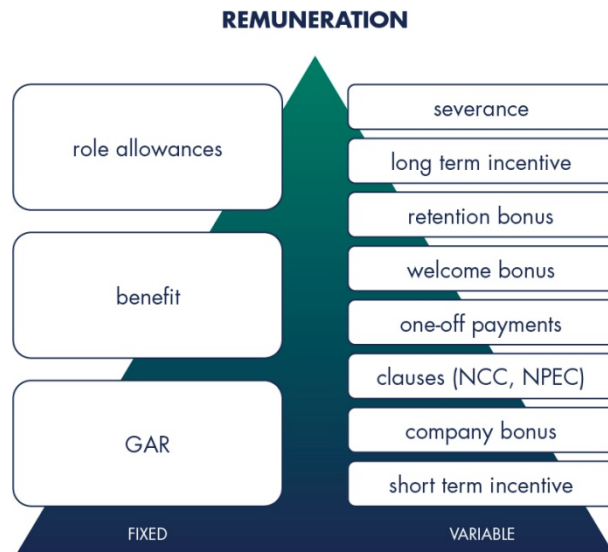 REMUNERATION
role allowances
benefit
GAR
FIXED
severance
long term incentive
retention bonus
welcome bonus
one-off payments
clauses (NCC, NPEC)
company bonus
short term incentive
VARIABLE